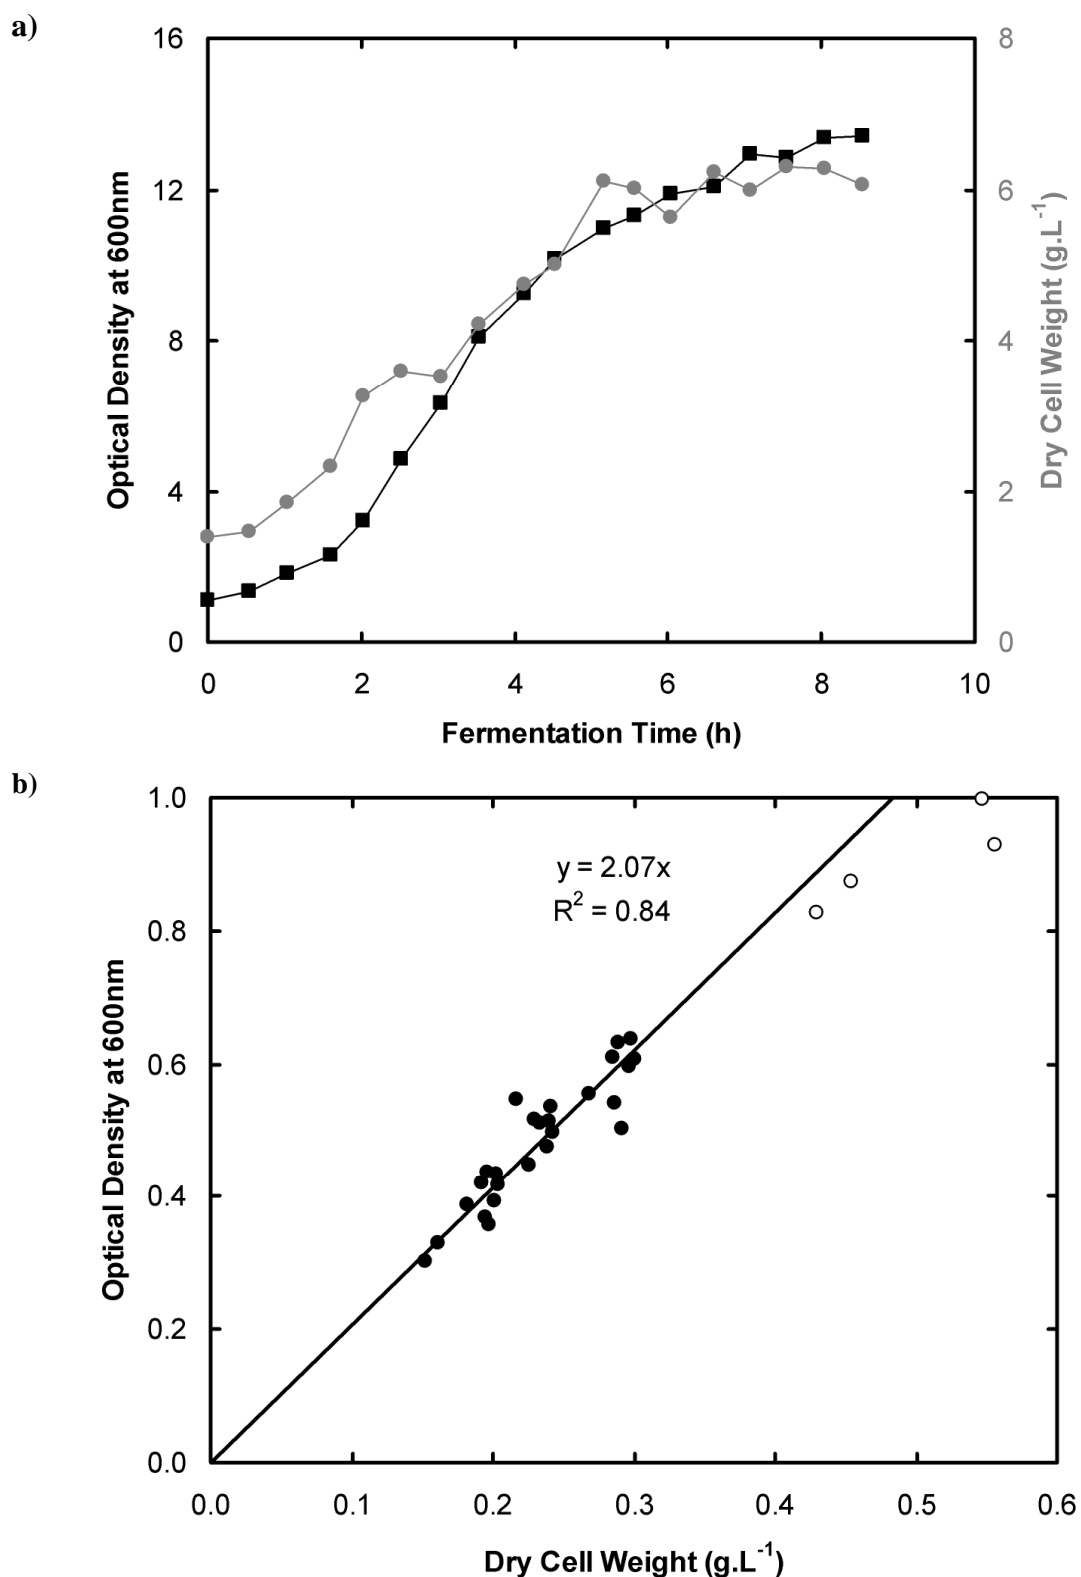 a)
16
12
8
4
0
Optical Density at 600nm
8
6
4
2
0
Dry Cell Weight (g.L⁻¹)
0 2 4 6 8 10
Fermentation Time (h)
b)
1.0
0.8
0.6
0.4
0.2
0.0
Optical Density at 600nm
y = 2.07x
R² = 0.84
0.0 0.1 0.2 0.3 0.4 0.5 0.6
Dry Cell Weight (g.L⁻¹)